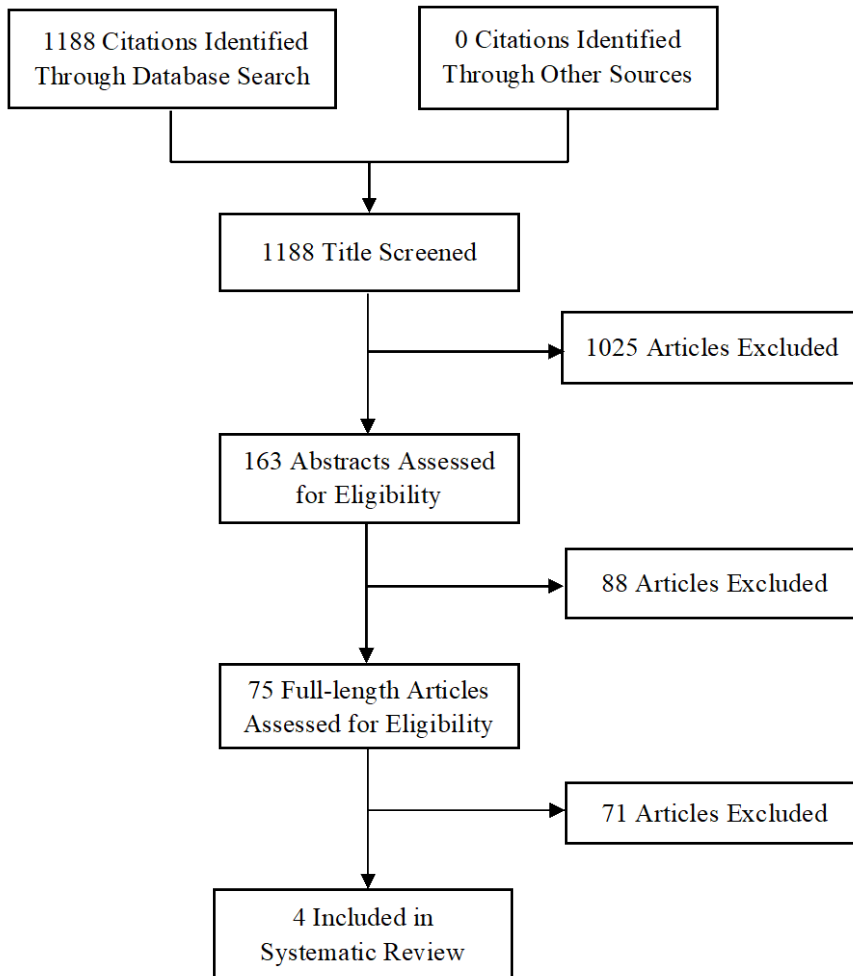 1188 Citations Identified
Through Database Search
0 Citations Identified
Through Other Sources
1188 Title Screened
1025 Articles Excluded
163 Abstracts Assessed
for Eligibility
88 Articles Excluded
75 Full-length Articles
Assessed for Eligibility
71 Articles Excluded
4 Included in
Systematic Review